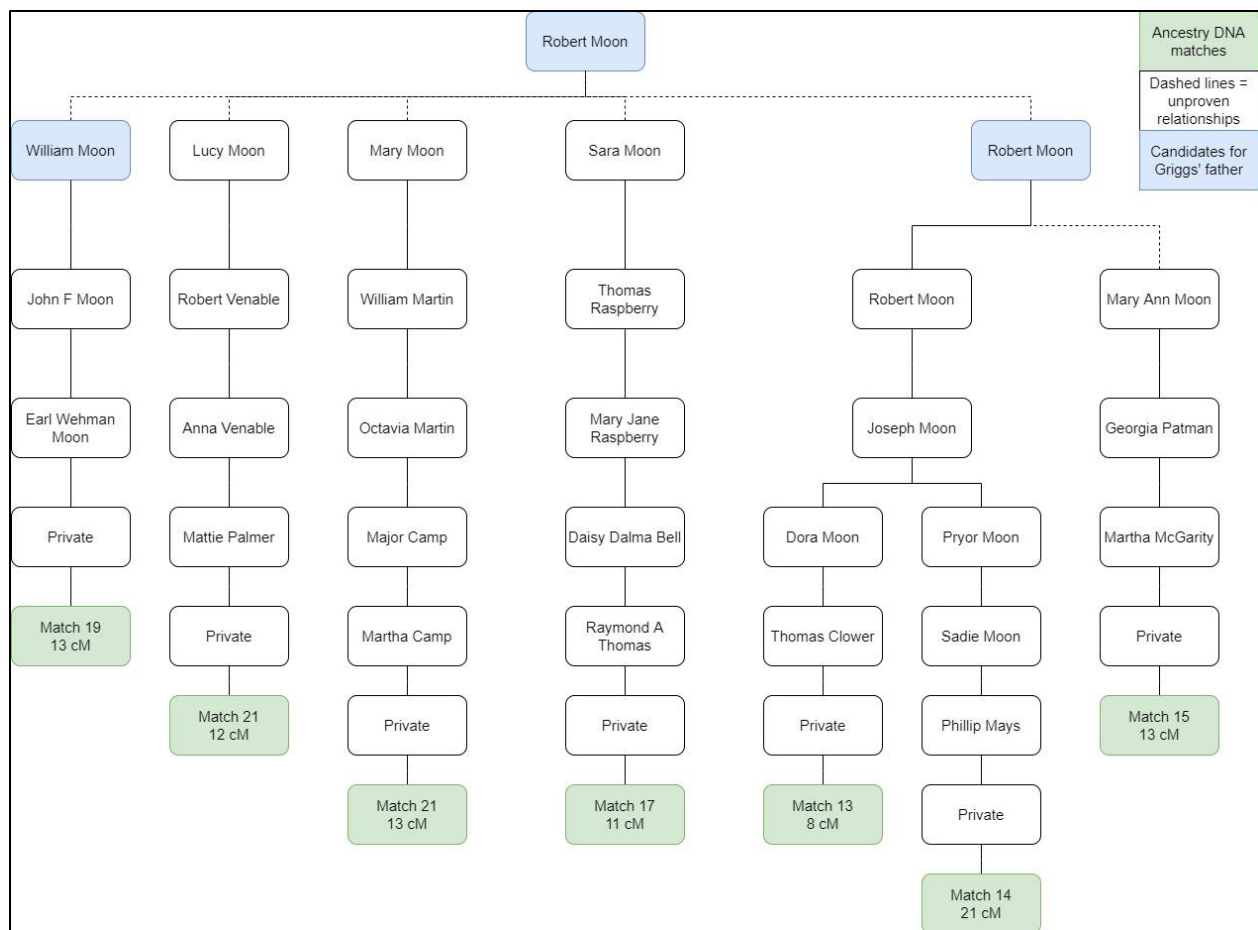 Robert Moon
Ancestry DNA
matches
Dashed lines =
unproven
relationships
Candidates for
Griggs' father
William Moon
Lucy Moon
Mary Moon
Sara Moon
Robert Moon
John F Moon
Robert Venable
William Martin
Thomas
Raspberry
Robert Moon
Mary Ann Moon
Earl Wehman
Moon
Anna Venable
Octavia Martin
Mary Jane
Raspberry
Joseph Moon
Georgia Patman
Private
Mattie Palmer
Major Camp
Daisy Dalma Bell
Dora Moon
Pryor Moon
Martha McGarity
Match 19
13 cM
Private
Martha Camp
Raymond A
Thomas
Thomas Clower
Sadie Moon
Private
Match 21
12 cM
Private
Private
Private
Phillip Mays
Match 15
13 cM
Match 21
13 cM
Match 17
11 cM
Match 13
8 cM
Private
Match 14
21 cM